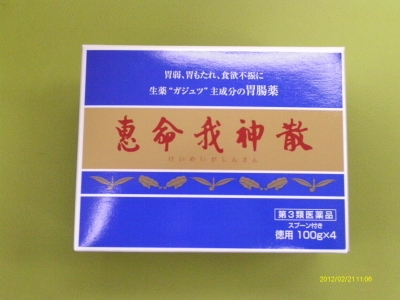 胃弱、胃もたれ、食欲不振に
生薬“ガジュツ”主成分の胃腸薬
恵命我神散
けいめいがしんさん
第3類医薬品
スプーン付き
徳用 100g×4
2012/02/21 11:06